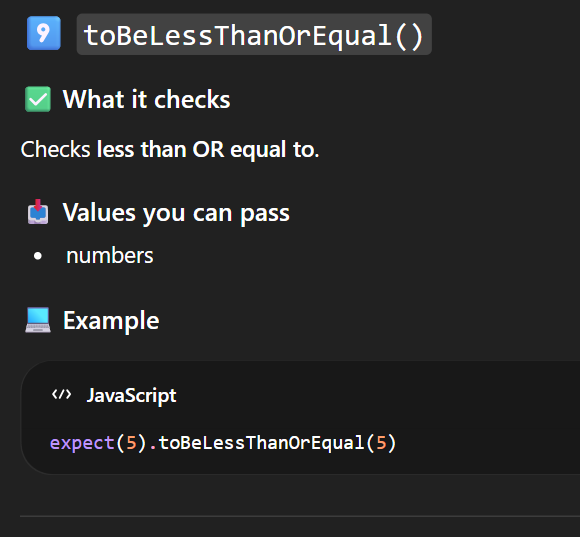 9️⃣ toBeLessThanOrEqual()
✅ What it checks
Checks less than OR equal to.
📥 Values you can pass
• numbers
💻 Example
</> JavaScript
expect(5).toBeLessThanOrEqual(5)